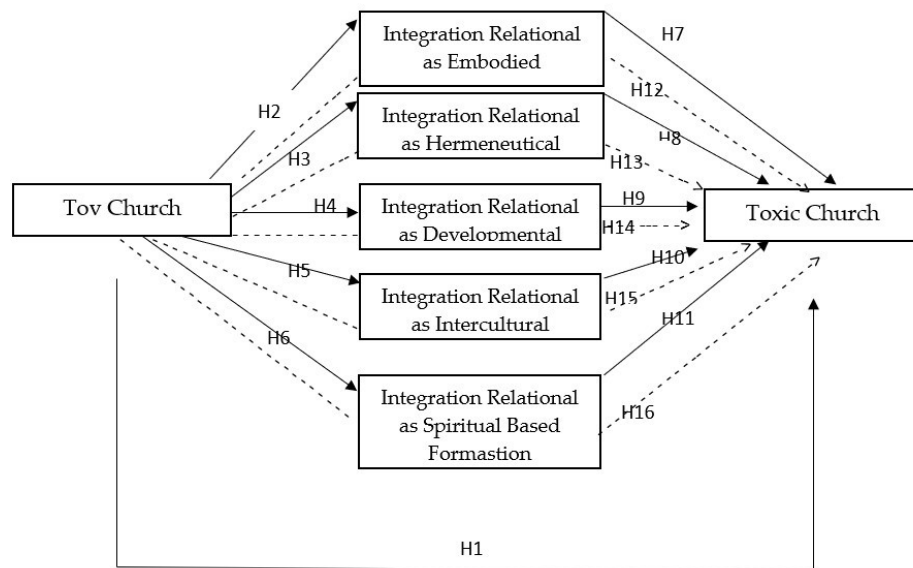 Integration Relational
as Embodied
H7
H2
H12
Integration Relational
as Hermeneutical
H3
H8
H13
Tov Church
H4
Integration Relational
as Developmental
H9
H14
Toxic Church
H5
Integration Relational
as Intercultural
H10
H15
H6
H11
Integration Relational
as Spiritual Based
Formastion
H16
H1